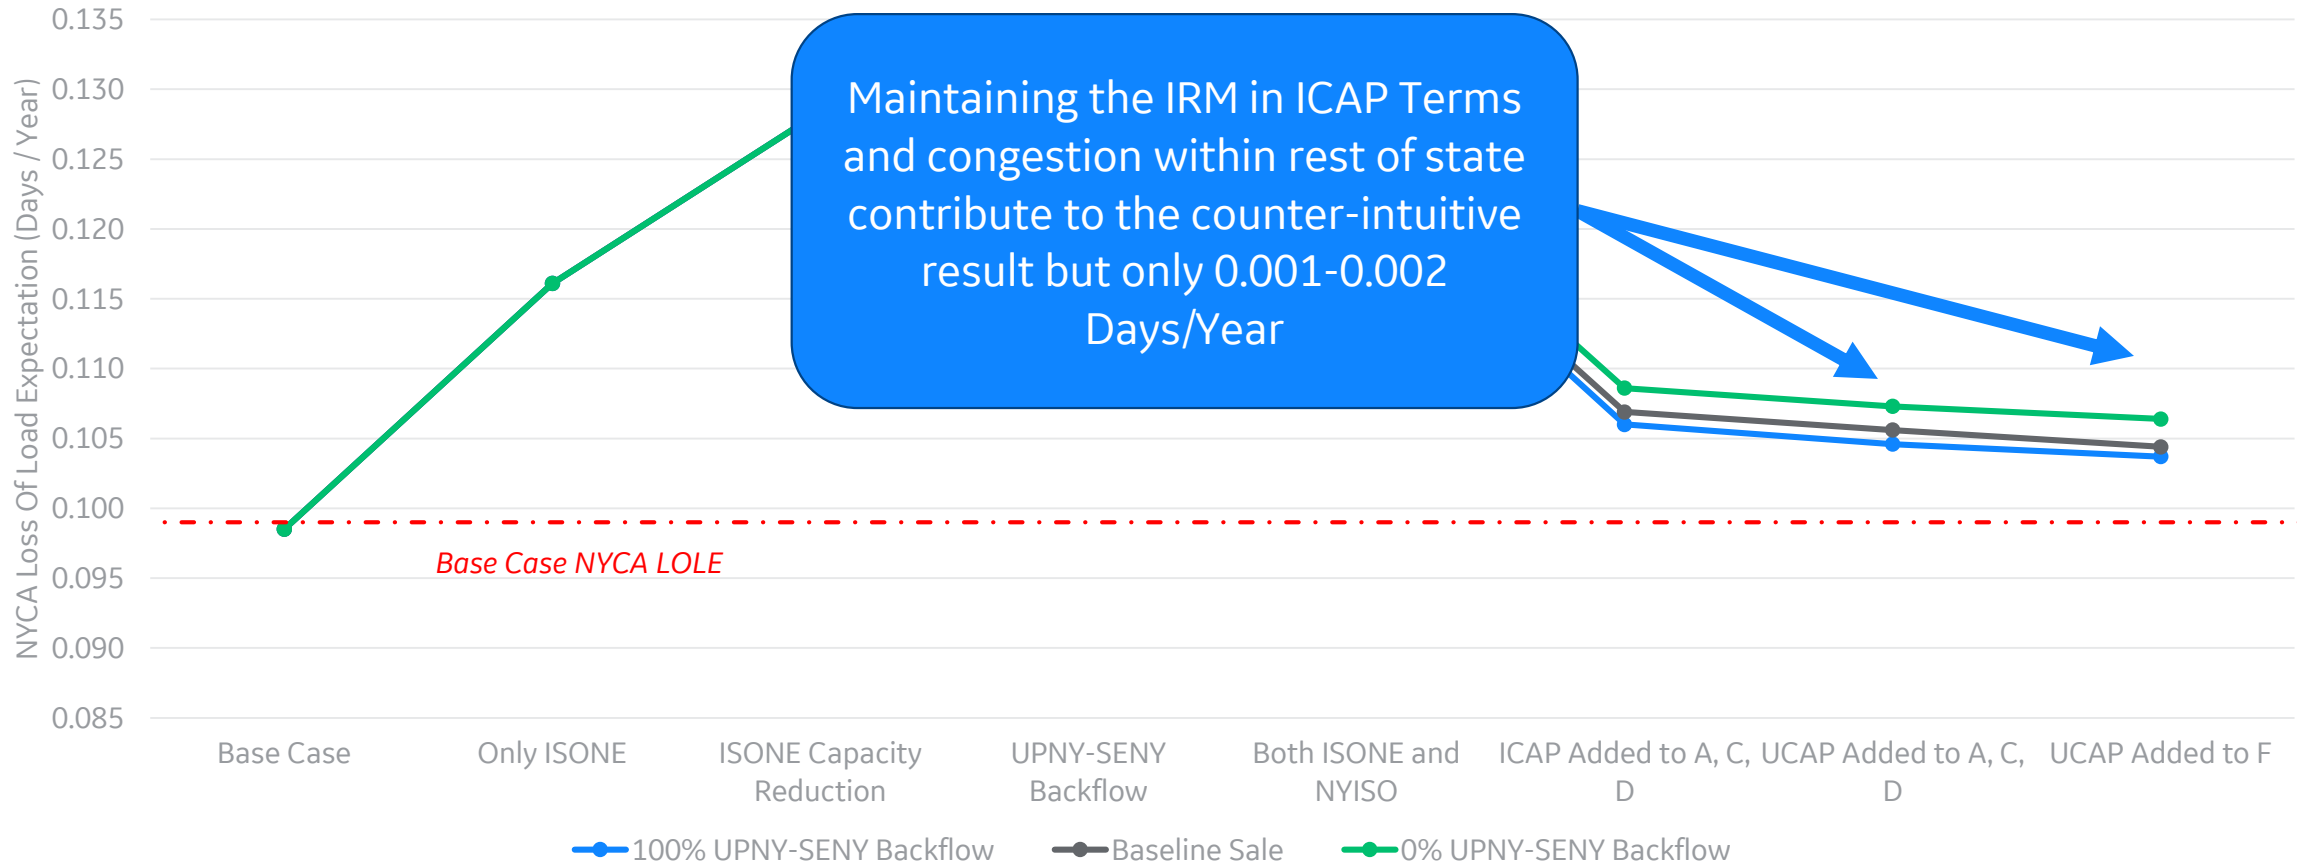 NYCA Loss Of Load Expectation (Days / Year)
0.135
0.130
0.125
0.120
0.115
0.110
0.105
0.100
0.095
0.090
0.085
Maintaining the IRM in ICAP Terms
and congestion within rest of state
contribute to the counter-intuitive
result but only 0.001-0.002
Days/Year
Base Case NYCA LOLE
Base Case
Only ISONE
ISONE Capacity
Reduction
UPNY-SENY
Backflow
Both ISONE and
NYISO
ICAP Added to A, C,
D
UCAP Added to A, C,
D
UCAP Added to F
100% UPNY-SENY Backflow
Baseline Sale
0% UPNY-SENY Backflow